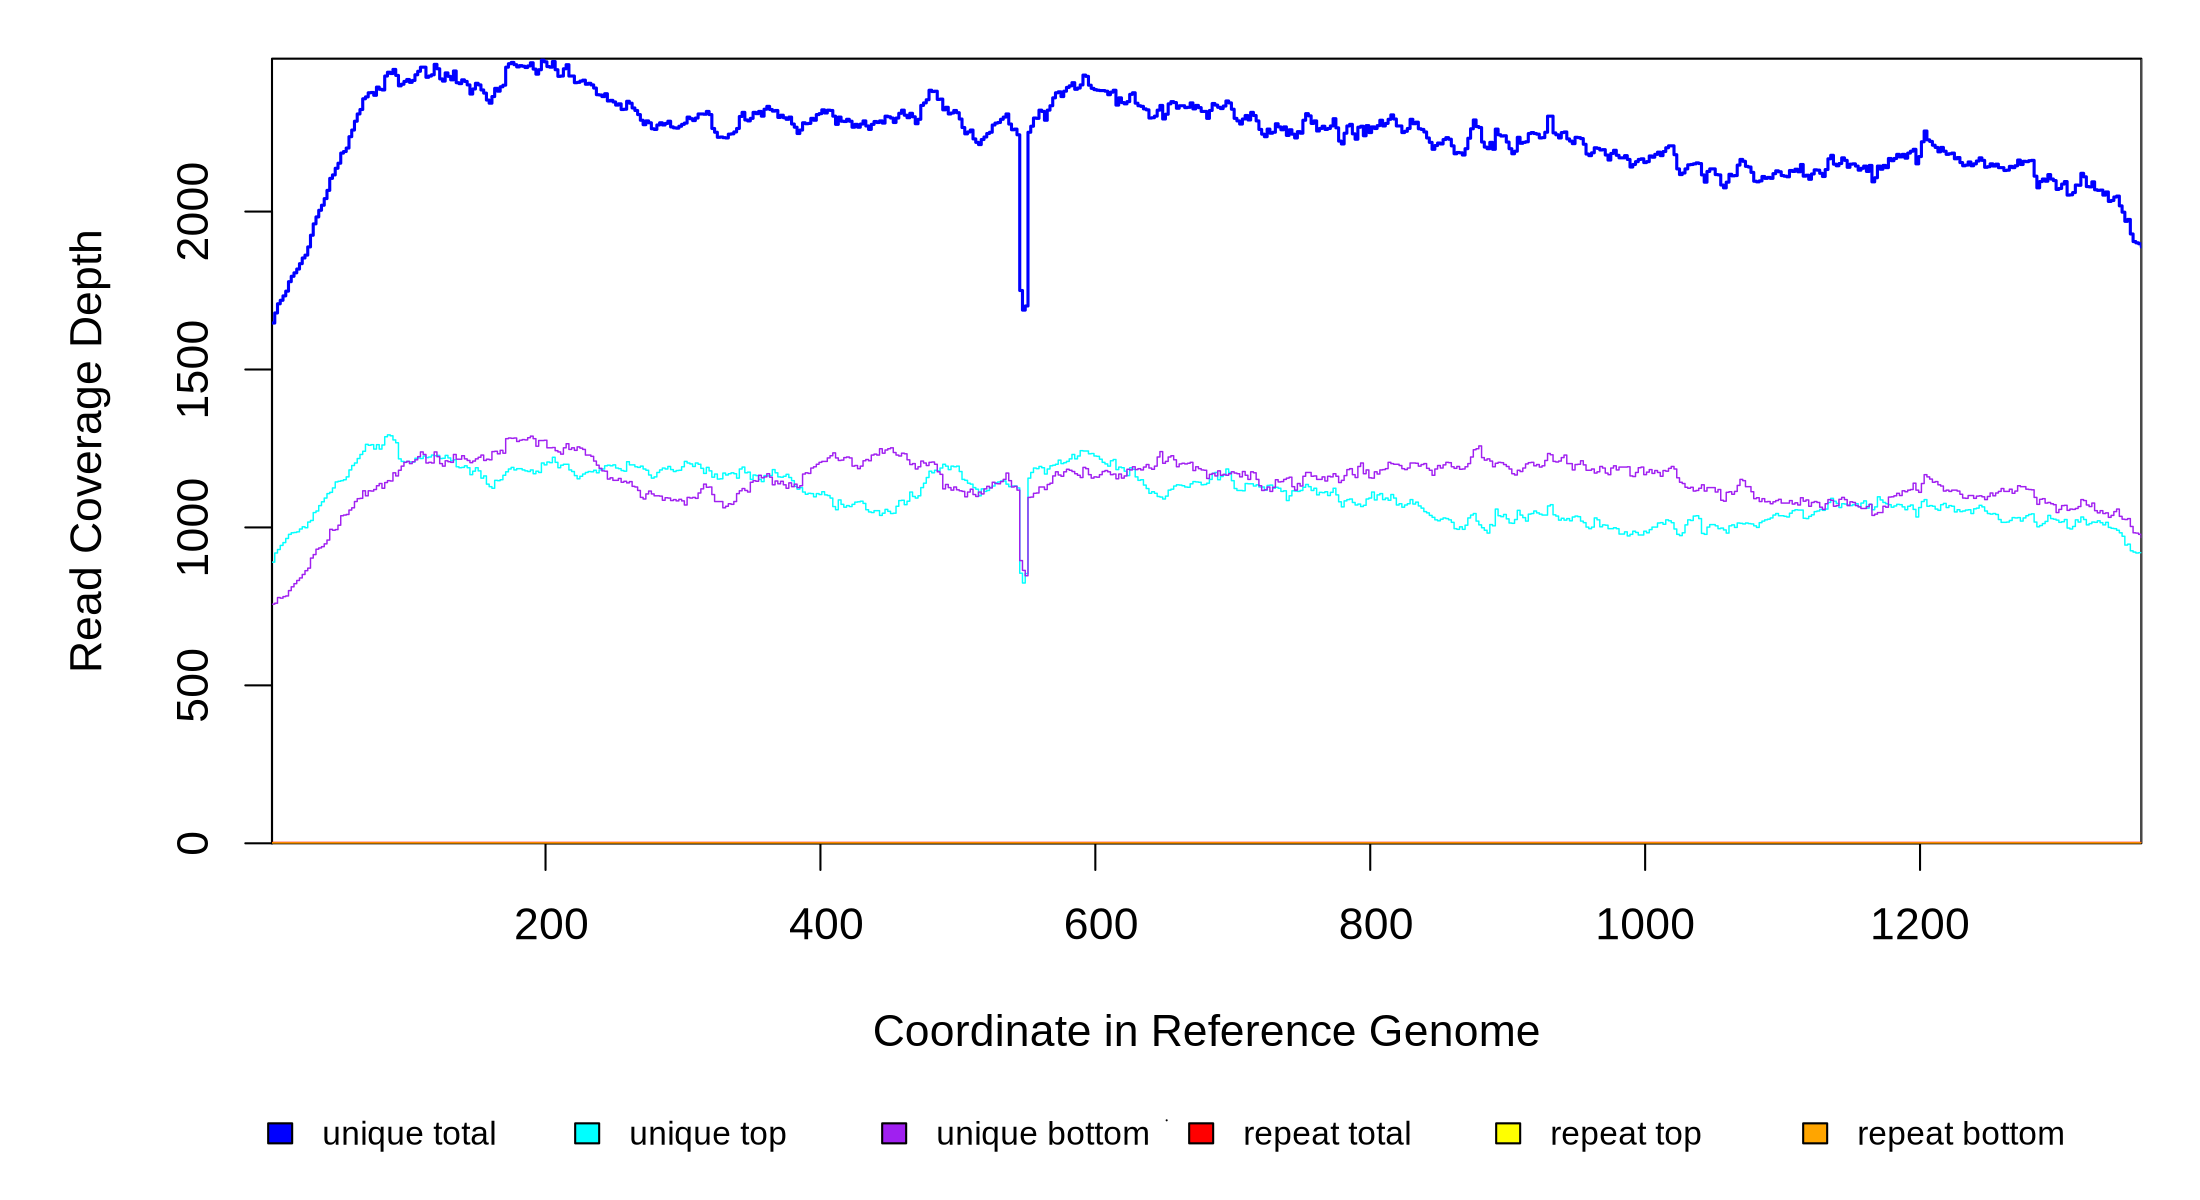 Read Coverage Depth
2000
1500
1000
500
0
200 400 600 800 1000 1200
Coordinate in Reference Genome
unique total unique top unique bottom repeat total repeat top repeat bottom